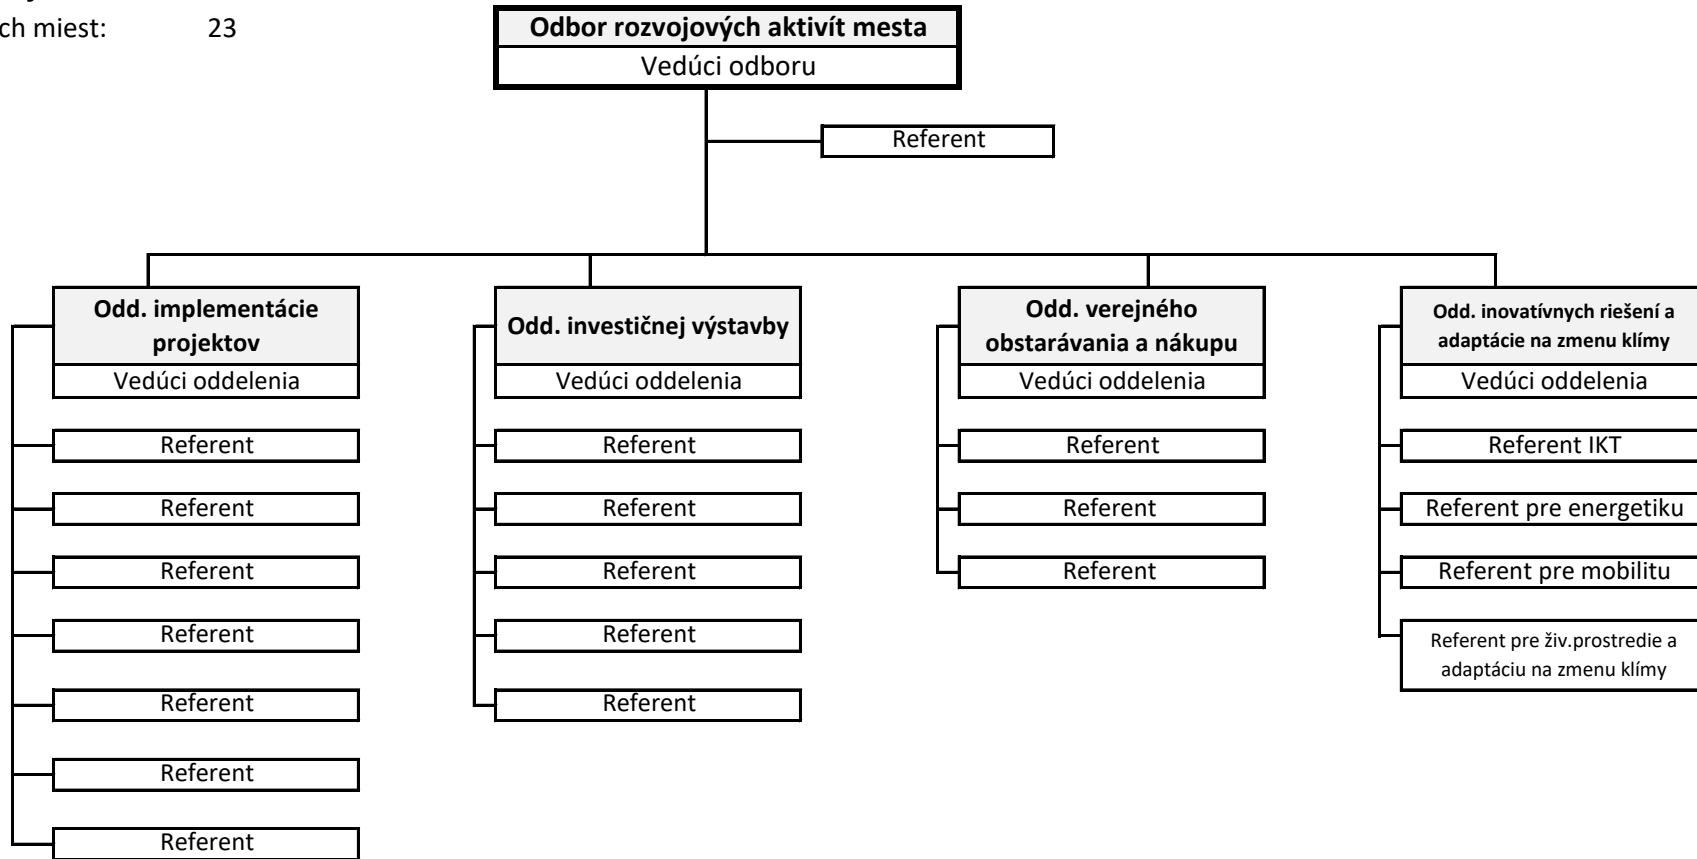 ch miest: 23
Odbor rozvojových aktivít mesta
Vedúci odboru
Referent
Odd. implementácie
projektov
Vedúci oddelenia
Referent
Referent
Referent
Referent
Referent
Referent
Referent
Odd. investičnej výstavby
Vedúci oddelenia
Referent
Referent
Referent
Referent
Referent
Odd. verejného
obstarávania a nákupu
Vedúci oddelenia
Referent
Referent
Referent
Odd. inovatívnych riešení a
adaptácie na zmenu klímy
Vedúci oddelenia
Referent IKT
Referent pre energetiku
Referent pre mobilitu
Referent pre živ.prostredie a
adaptáciu na zmenu klímy